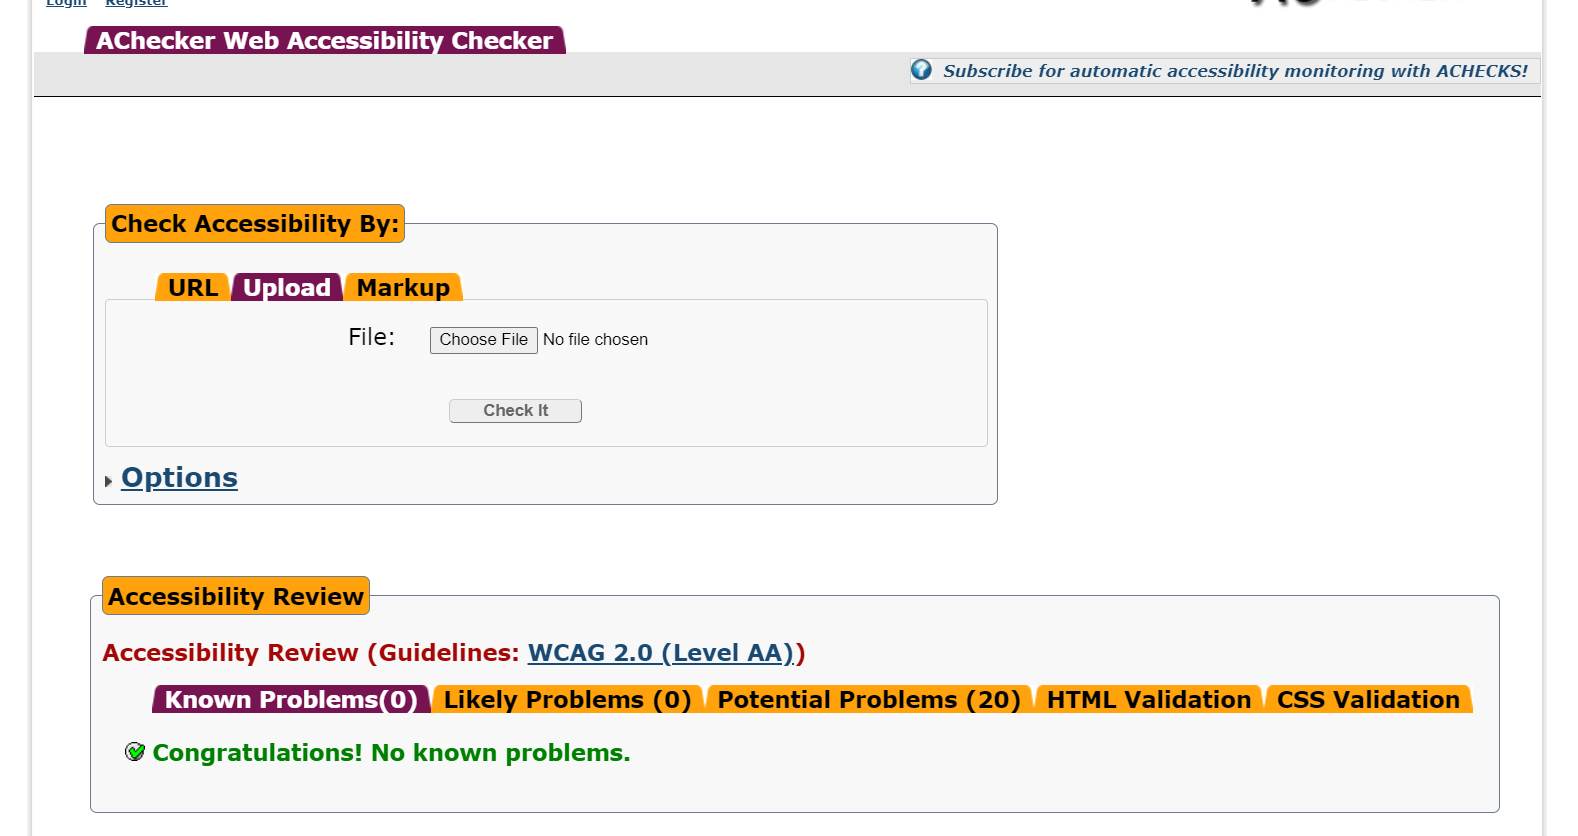 Login Register
AChecker Web Accessibility Checker
Subscribe for automatic accessibility monitoring with ACHECKS!
Check Accessibility By:
URL Upload Markup
File: Choose File No file chosen
Check It
Options
Accessibility Review
Accessibility Review (Guidelines: WCAG 2.0 (Level AA))
Known Problems(0) Likely Problems (0) Potential Problems (20) HTML Validation CSS Validation
Congratulations! No known problems.